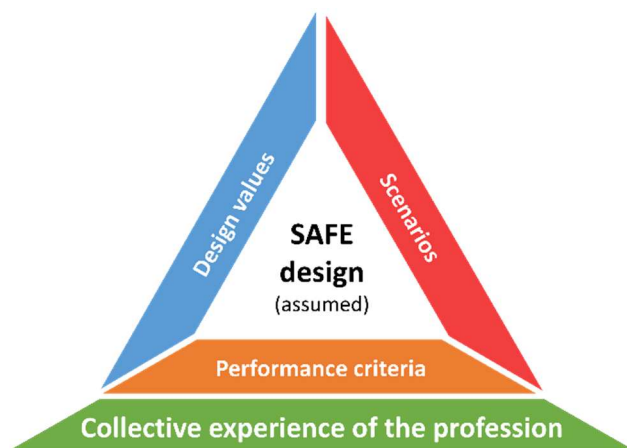 Design values
Scenarios
SAFE
design
(assumed)
Performance criteria
Collective experience of the profession